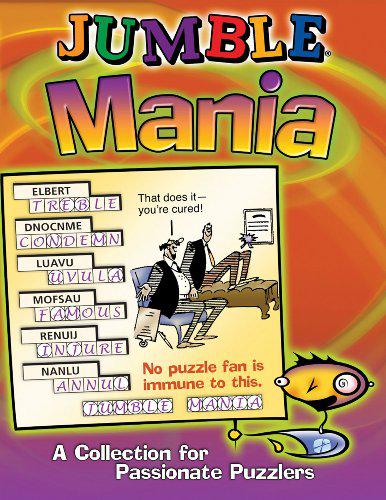 JUMBLE®
Mania
ELBERT
TREBLE
DNOCNME
CONDEMN
LUAVU
UVULA
MOFSAU
FAMOUS
RENUIJ
INJURE
NANLU
ANNUL
That does it—
you're cured!
No puzzle fan is
immune to this.
JUMBLE MANIA
A Collection for
Passionate Puzzlers